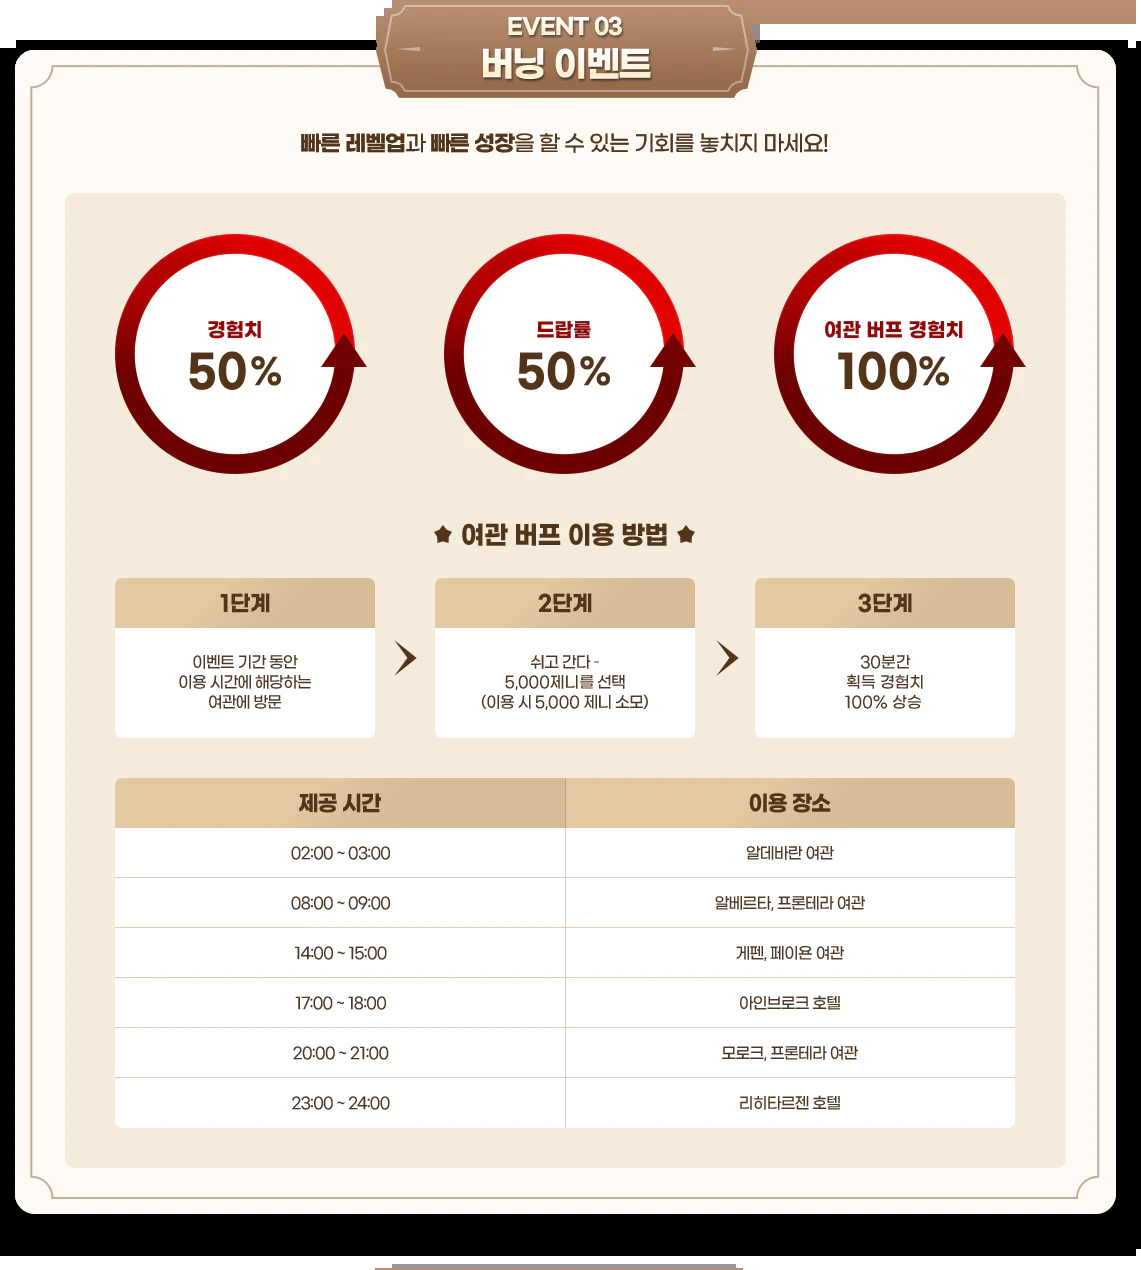 EVENT 03
버닝 이벤트
빠른 레벨업과 빠른 성장을 할 수 있는 기회를 놓치지 마세요!
경험치
50%
드랍률
50%
여관 버프 경험치
100%
여관 버프 이용 방법
1단계
이벤트 기간 동안
이용 시간에 해당하는
여관에 방문
2단계
쉬고 간다 -
5,000제니를 선택
(이용 시 5,000 제니 소모)
3단계
30분간
획득 경험치
100% 상승
제공 시간 이용 장소
02:00 ~ 03:00 알데바란 여관
08:00 ~ 09:00 알베르타, 프론테라 여관
14:00 ~ 15:00 게펜, 페이욘 여관
17:00 ~ 18:00 아인브로크 호텔
20:00 ~ 21:00 모로크, 프론테라 여관
23:00 ~ 24:00 리히타르젠 호텔